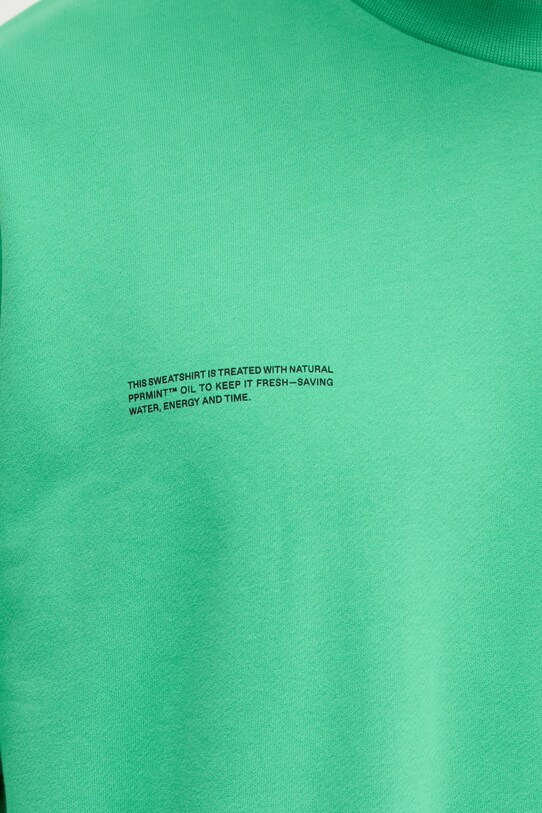 THIS SWEATSHIRT IS TREATED WITH NATURAL
PPRMINT™ OIL TO KEEP IT FRESH—SAVING
WATER, ENERGY AND TIME.